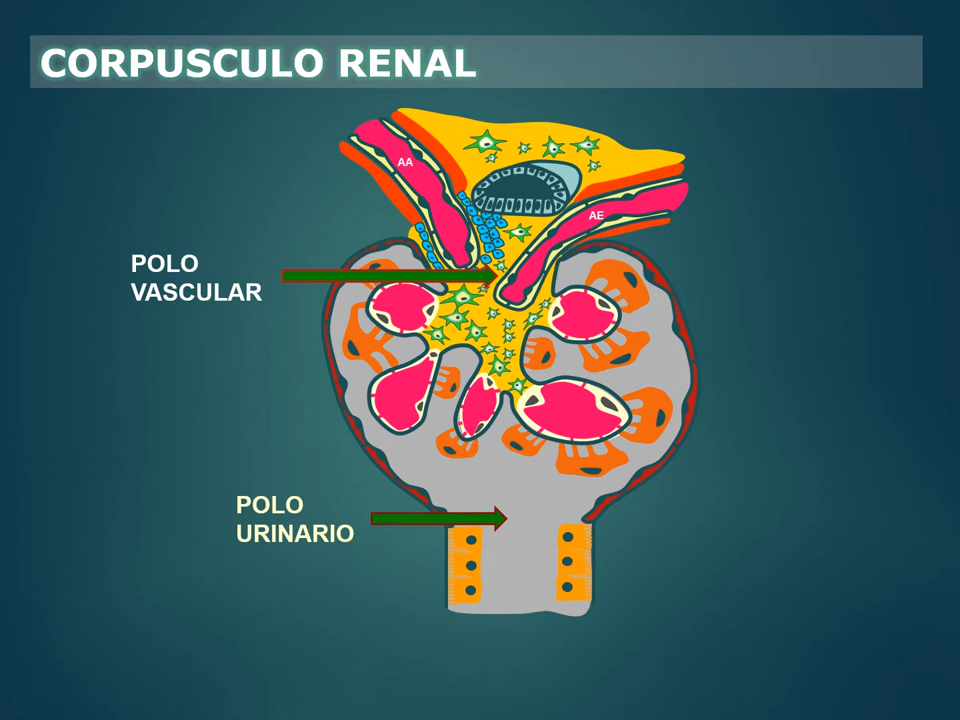 CORPUSCULO RENAL
AA
AE
POLO
VASCULAR
POLO
URINARIO